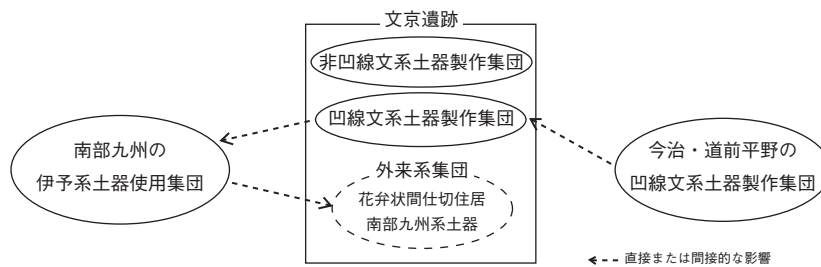 文京遺跡
非凹線文系土器製作集団
凹線文系土器製作集団
南部九州の
伊予系土器使用集団
外来系集団
花弁状間仕切住居
南部九州系土器
今治・道前平野の
凹線文系土器製作集団
直接または間接的な影響